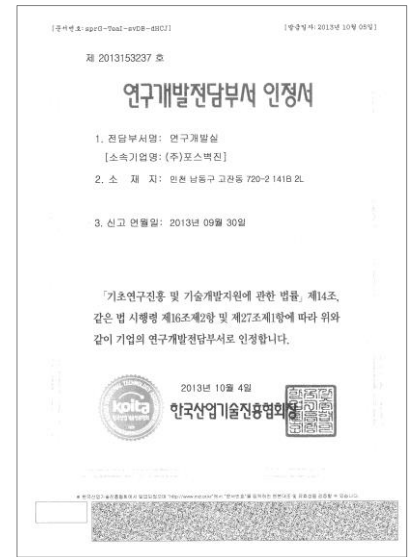 [문서번호:sprG-TsaI-svDB-dHCJ] [발급일자:2013년 10월 05일]
제 2013153237 호
연구개발전담부서 인정서
1. 전담부서명: 연구개발실
[소속기업명: (주)포스벽진]
2. 소 재 지: 인천 남동구 고잔동 720-2 141B 2L
3. 신고 연월일: 2013년 09월 30일
「기초연구진흥 및 기술개발지원에 관한 법률」 제14조,
같은 법 시행령 제16조제2항 및 제27조제1항에 따라 위와
같이 기업의 연구개발전담부서로 인정합니다.
2013년 10월 4일
koita
한국산업기술진흥협회장